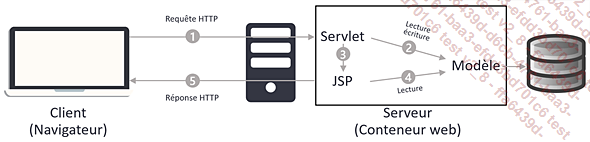 Requête HTTP
1
Servlet
Lecture
écriture
2
3
Modèle
5
JSP
4
Lecture
Réponse HTTP
Client
(Navigateur)
Serveur
(Conteneur web)